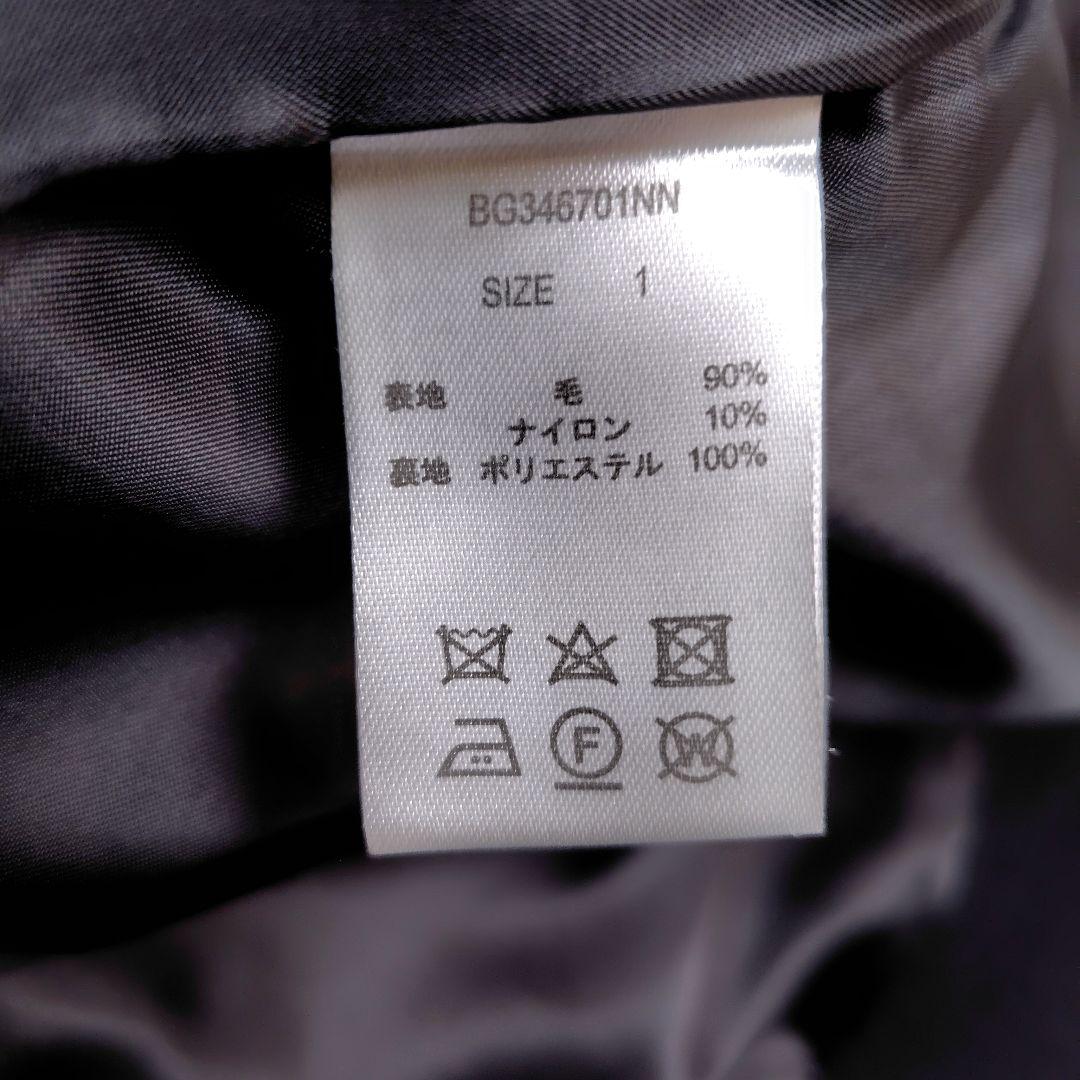 BG346701NN
SIZE 1
表地 毛 90%
ナイロン 10%
裏地 ポリエステル 100%
F W